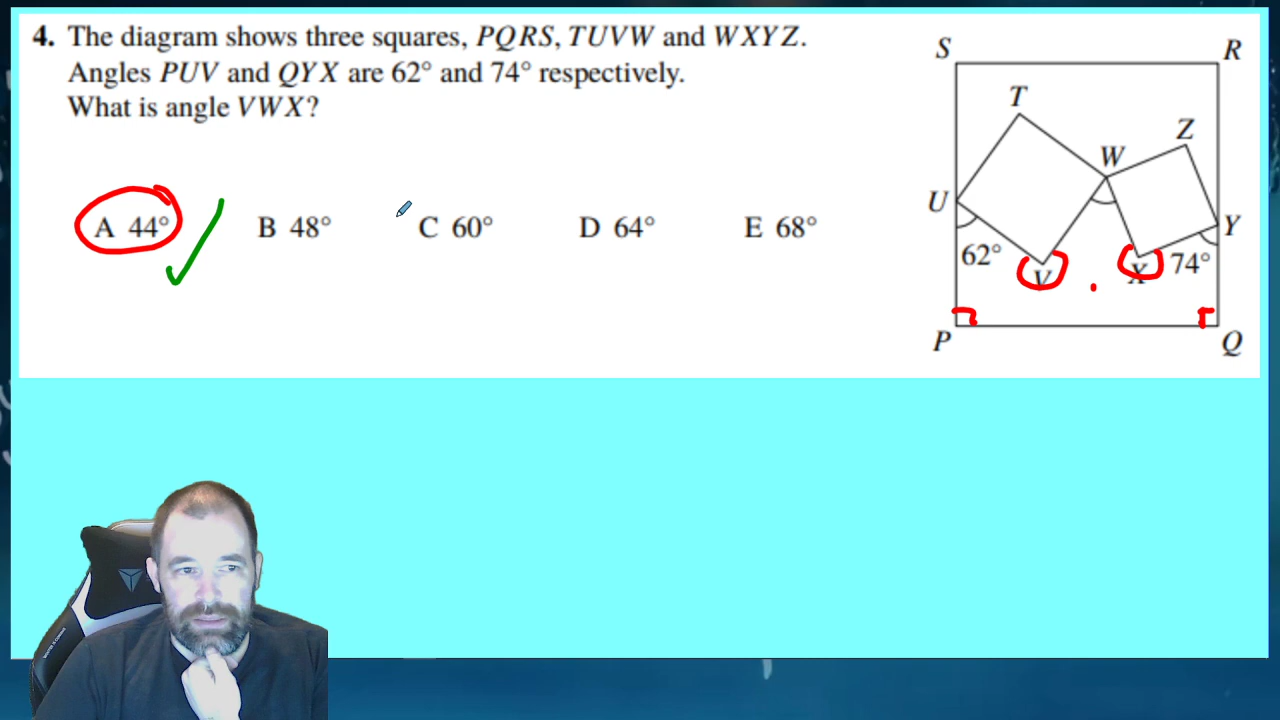 4. The diagram shows three squares, PQRS, TUVW and WXYZ.
Angles PUV and QYX are 62° and 74° respectively.
What is angle VWX?
A 44° B 48° C 60° D 64° E 68°
S R
T
Z
W
U Y
62° V X 74°
P Q